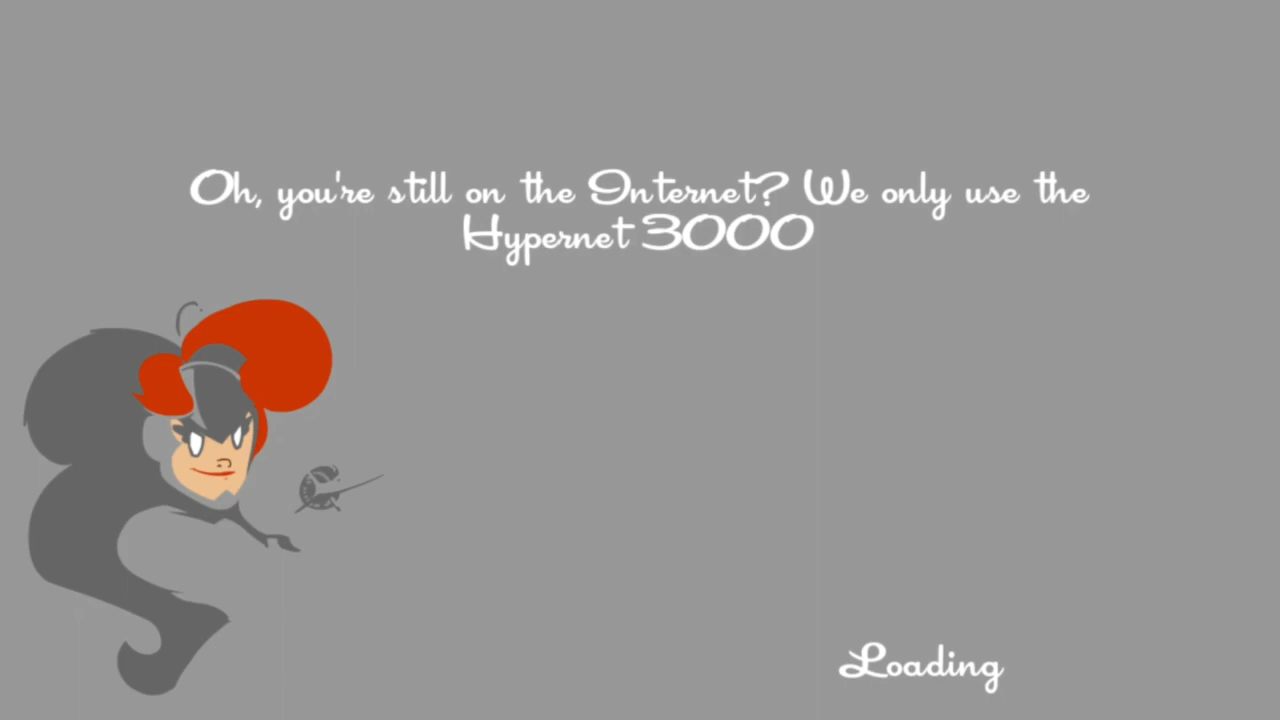 Oh, you're still on the Internet? We only use the
Hypernet 3000
Loading